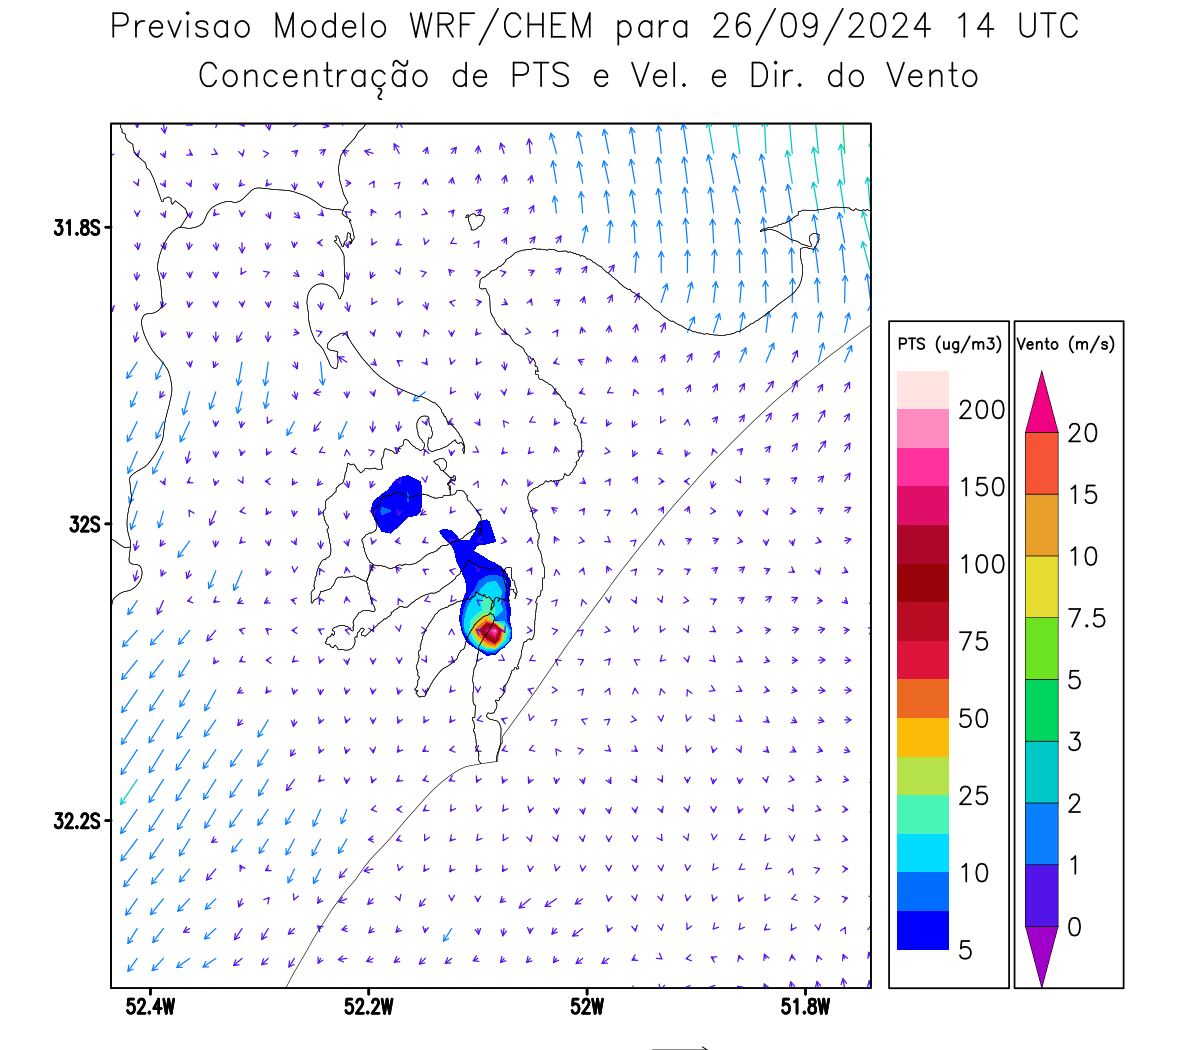 Previsao Modelo WRF/CHEM para 26/09/2024 14 UTC
Concentração de PTS e Vel. e Dir. do Vento
31.8S
32S
32.2S
52.4W
52.2W
52W
51.8W
PTS (ug/m3)
200
150
100
75
50
25
10
5
Vento (m/s)
20
15
10
7.5
5
3
2
1
0